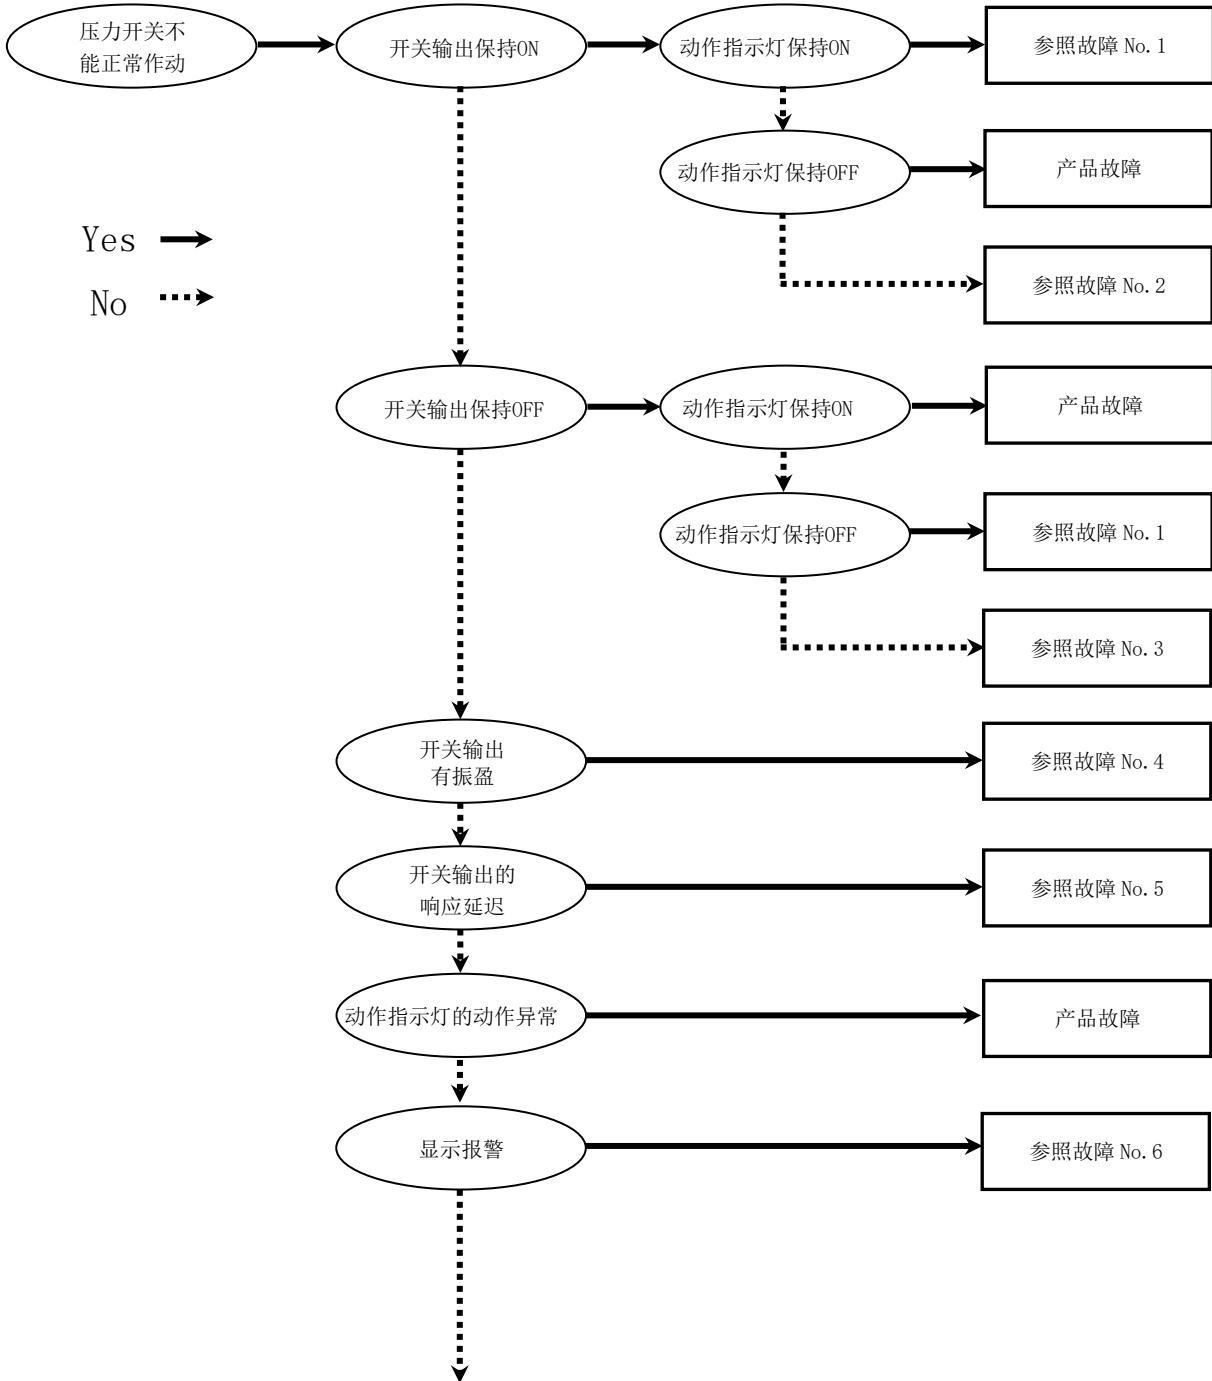 压力开关不
能正常作动
开关输出保持ON
动作指示灯保持ON
参照故障 No.1
动作指示灯保持OFF
产品故障
Yes
No
参照故障 No.2
开关输出保持OFF
动作指示灯保持ON
产品故障
动作指示灯保持OFF
参照故障 No.1
参照故障 No.3
开关输出
有振盈
参照故障 No.4
开关输出的
响应延迟
参照故障 No.5
动作指示灯的动作异常
产品故障
显示报警
参照故障 No.6